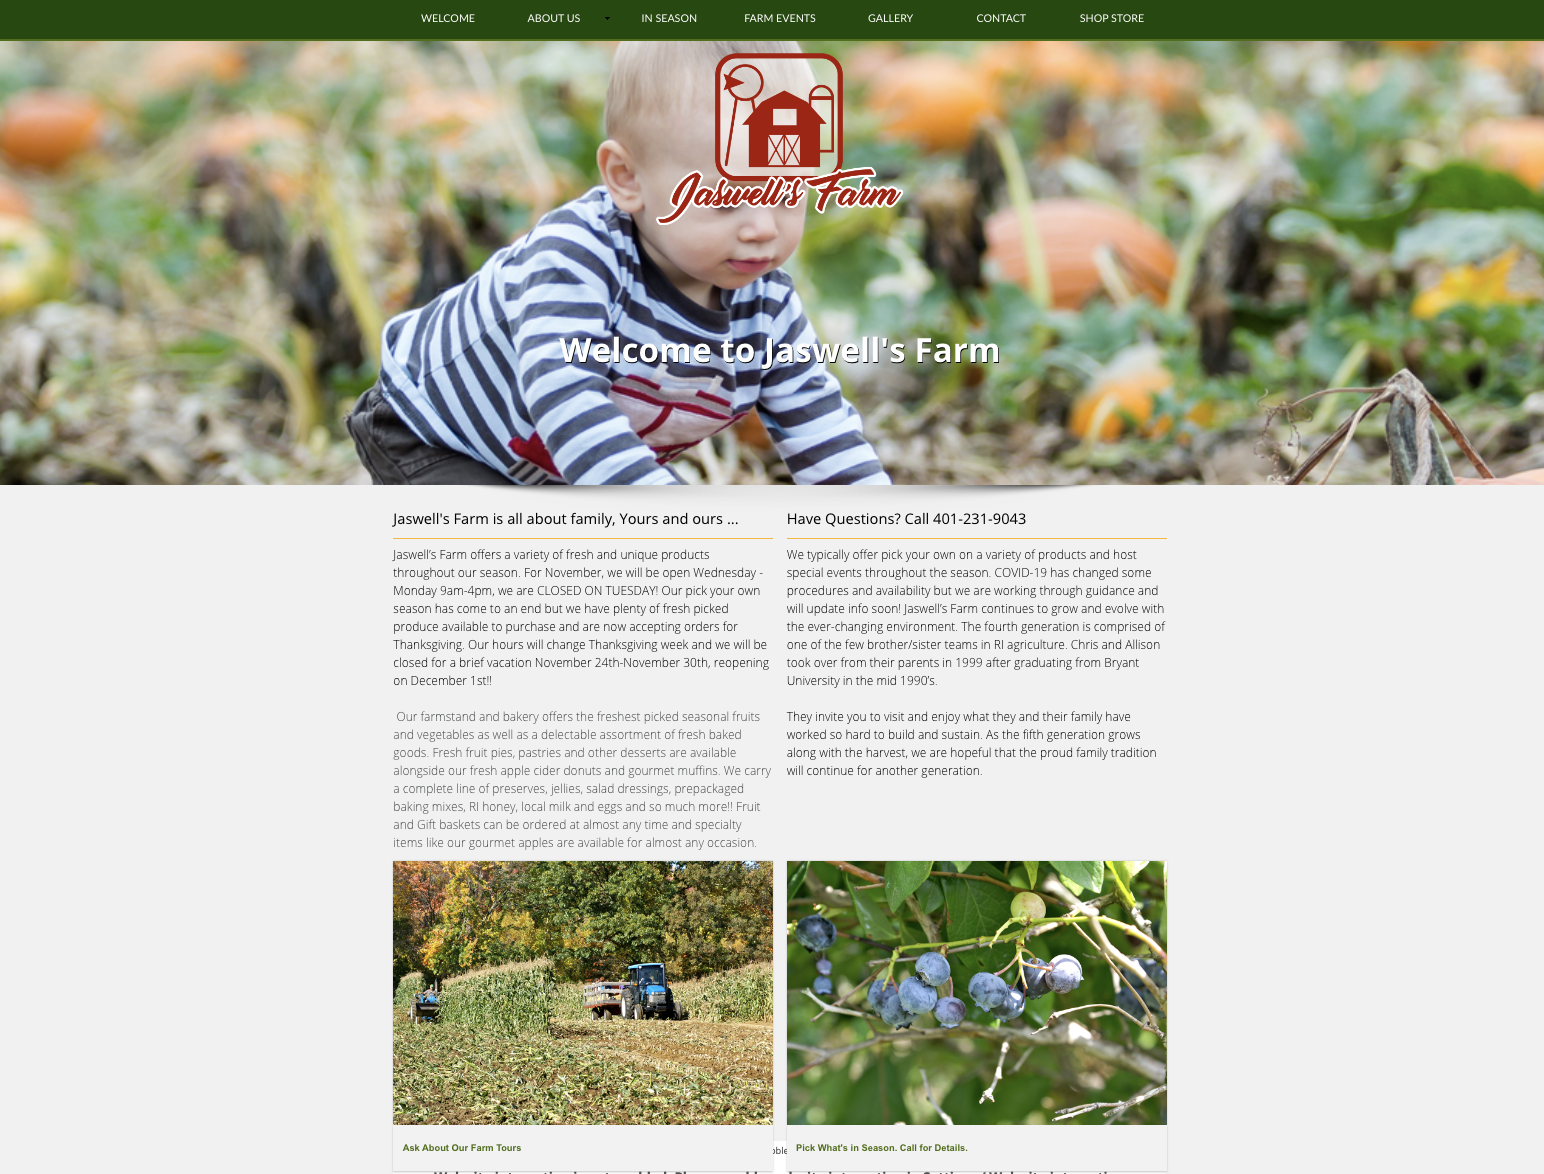 WELCOME ABOUT US IN SEASON FARM EVENTS GALLERY CONTACT SHOP STORE
Jaswell's Farm
Welcome to Jaswell's Farm
Jaswell's Farm is all about family, Yours and ours ...
Jaswell's Farm offers a variety of fresh and unique products
throughout our season. For November, we will be open Wednesday -
Monday 9am-4pm, we are CLOSED ON TUESDAY! Our pick your own
season has come to an end but we have plenty of fresh picked
produce available to purchase and are now accepting orders for
Thanksgiving. Our hours will change Thanksgiving week and we will be
closed for a brief vacation November 24th-November 30th, reopening
on December 1st!!
Our farmstand and bakery offers the freshest picked seasonal fruits
and vegetables as well as a delectable assortment of fresh baked
goods. Fresh fruit pies, pastries and other desserts are available
alongside our fresh apple cider donuts and gourmet muffins. We carry
a complete line of preserves, jellies, salad dressings, prepackaged
baking mixes, RI honey, local milk and eggs and so much more!! Fruit
and Gift baskets can be ordered at almost any time and specialty
items like our gourmet apples are available for almost any occasion.
Have Questions? Call 401-231-9043
We typically offer pick your own on a variety of products and host
special events throughout the season. COVID-19 has changed some
procedures and availability but we are working through guidance and
will update info soon! Jaswell's Farm continues to grow and evolve with
the ever-changing environment. The fourth generation is comprised of
one of the few brother/sister teams in RI agriculture. Chris and Allison
took over from their parents in 1999 after graduating from Bryant
University in the mid 1990's.
They invite you to visit and enjoy what they and their family have
worked so hard to build and sustain. As the fifth generation grows
along with the harvest, we are hopeful that the proud family tradition
will continue for another generation.
Ask About Our Farm Tours
Pick What's in Season. Call for Details.